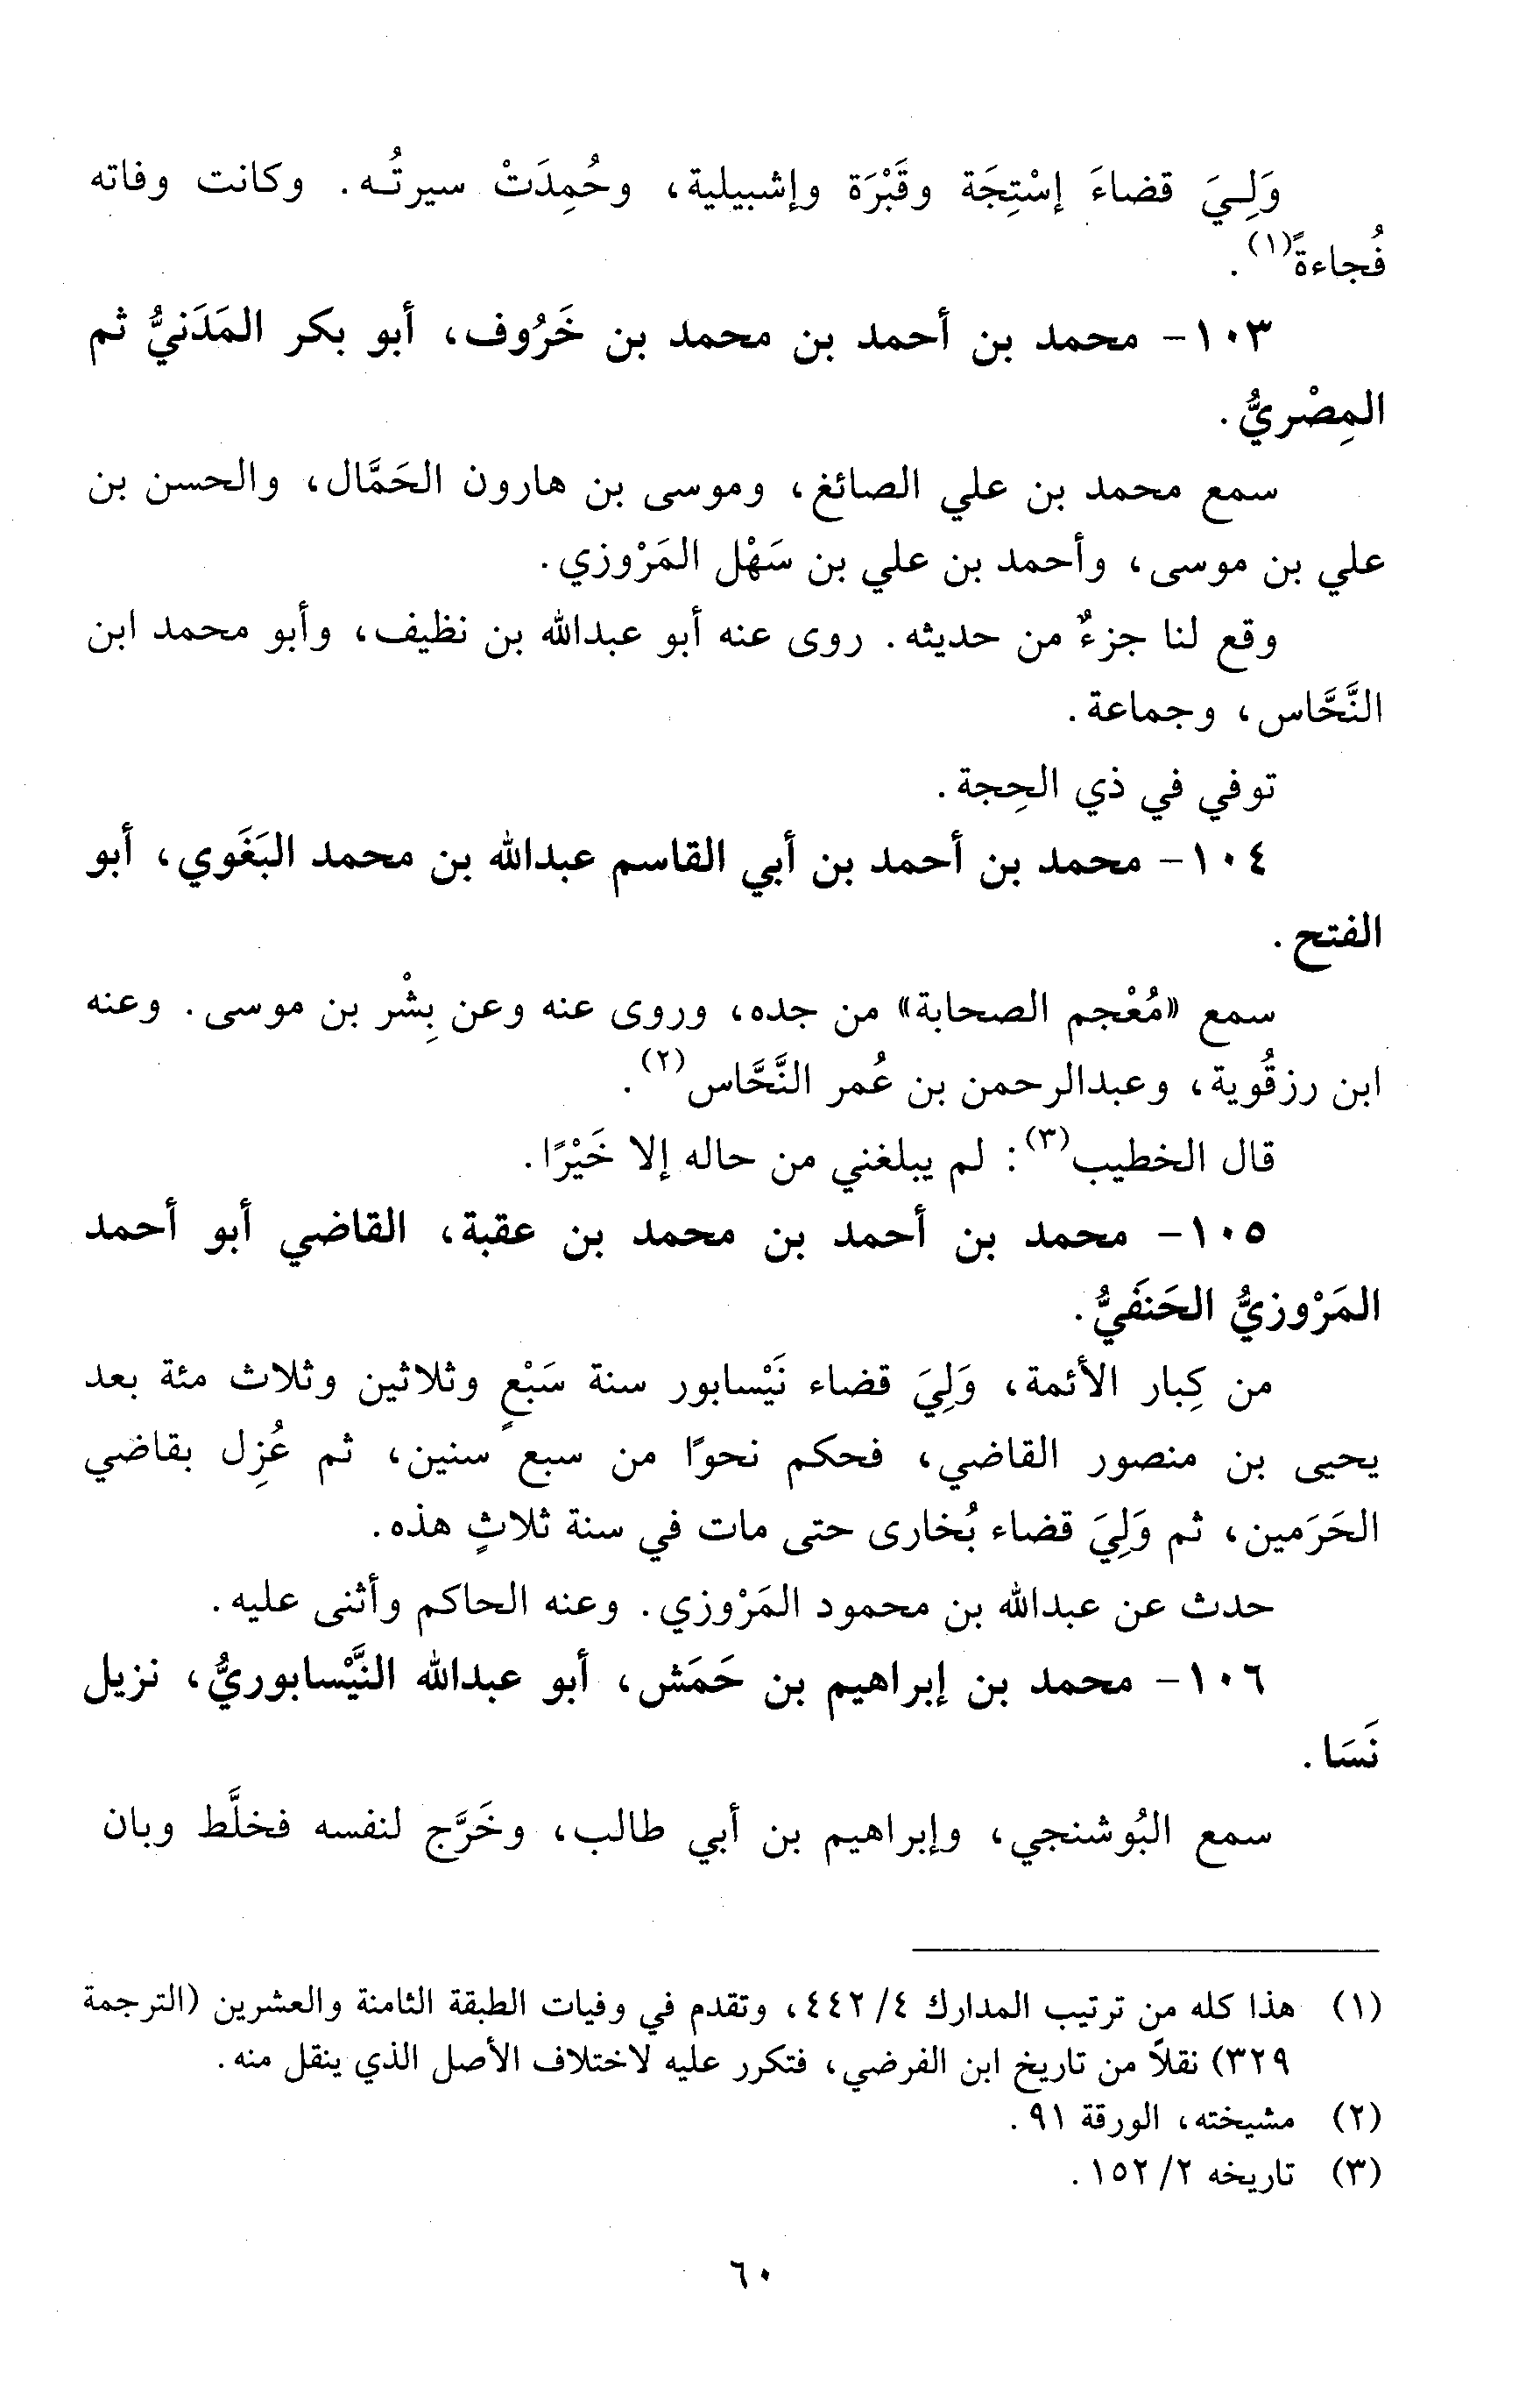 وَلِـيَ قضاءَ إسْتِجَة وقَبْرَة وإشبيلية، وحُمِدَتْ سيرتُـه. وكانت وفاته
فُجاءةً(١).
١٠٣- محمد بن أحمد بن محمد بن خَرُوف، أبو بكر المَدَنيُّ ثم
المِصْريُّ.
سمع محمد بن علي الصائغ، وموسى بن هارون الحَمَّال، والحسن بن
علي بن موسى، وأحمد بن علي بن سَهْل المَرْوزي.
وقع لنا جزءٌ من حديثه. روى عنه أبو عبدالله بن نظيف، وأبو محمد ابن
النَّحَّاس، وجماعة.
توفي في ذي الحِجة.
١٠٤- محمد بن أحمد بن أبي القاسم عبدالله بن محمد البَغَوي، أبو
الفتح.
سمع «مُعْجم الصحابة» من جده، وروى عنه وعن بِشْر بن موسى. وعنه
ابن رزقُوية، وعبدالرحمن بن عُمر النَّحَّاس(٢).
قال الخطيب(٣): لم يبلغني من حاله إلا خَيْرًا.
١٠٥- محمد بن أحمد بن محمد بن عقبة، القاضي أبو أحمد
المَرْوزيُّ الحَنفَيُّ.
من كِبار الأئمة، وَلِيَ قضاء نَيْسابور سنة سَبْعٍ وثلاثين وثلاث مئة بعد
يحيى بن منصور القاضي، فحكم نحوًا من سبع سنين، ثم عُزِل بقاضي
الحَرَمين، ثم وَلِيَ قضاء بُخارى حتى مات في سنة ثلاثٍ هذه.
حدث عن عبدالله بن محمود المَرْوزي. وعنه الحاكم وأثنى عليه.
١٠٦- محمد بن إبراهيم بن حَمَش، أبو عبدالله النَّيْسابوريُّ، نزيل
نَسَا.
سمع البُوشنجي، وإبراهيم بن أبي طالب، وخَرَّج لنفسه فخلَّط وبان
(١) هذا كله من ترتيب المدارك ٤/ ٤٤٢، وتقدم في وفيات الطبقة الثامنة والعشرين (الترجمة
٣٢٩) نقلاً من تاريخ ابن الفرضي، فتكرر عليه لاختلاف الأصل الذي ينقل منه.
(٢) مشيخته، الورقة ٩١.
(٣) تاريخه ٢/ ١٥٢.
٦٠